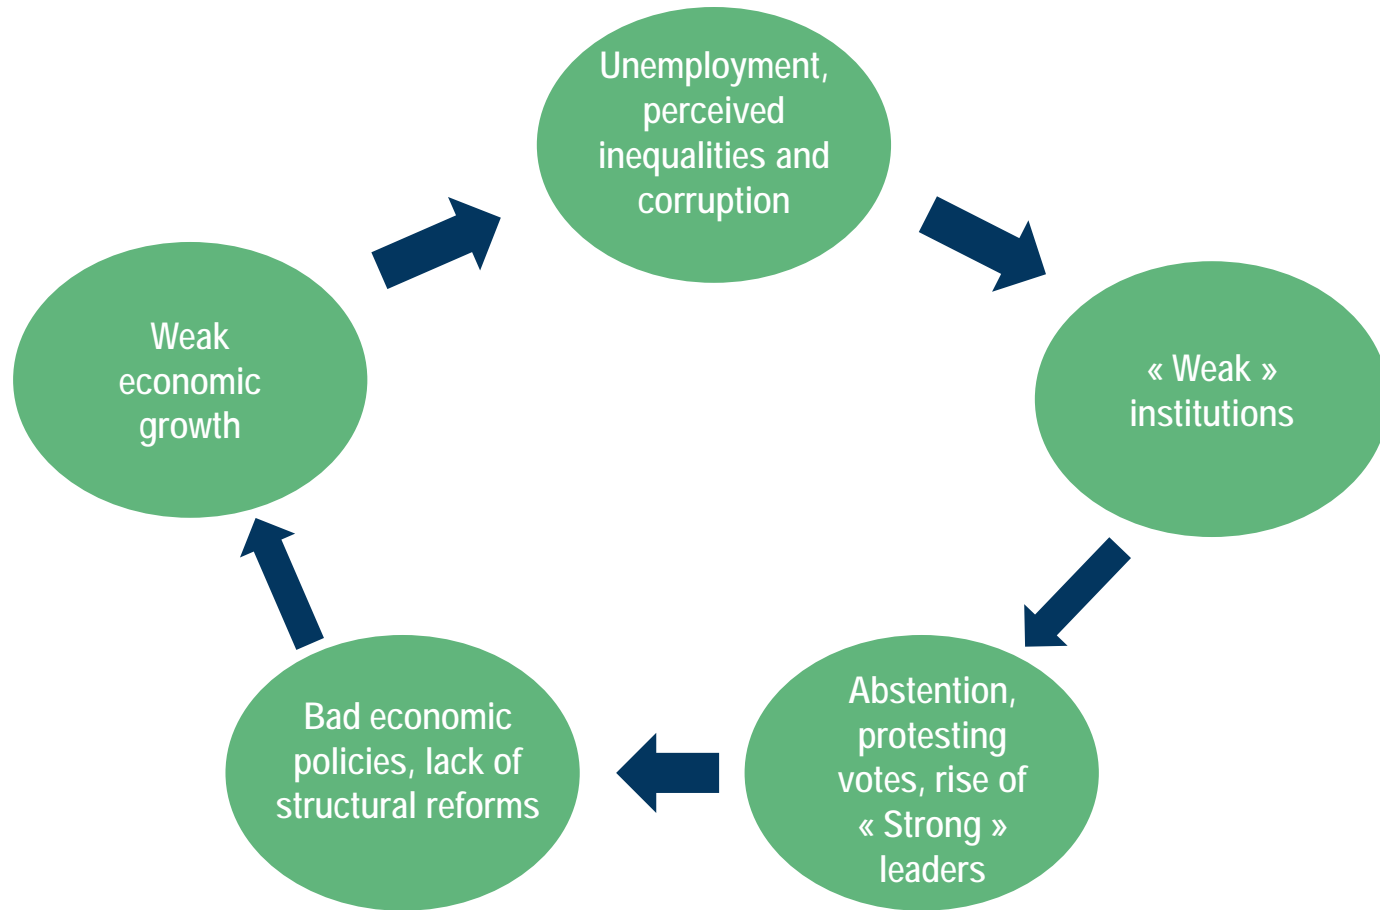 Unemployment,
perceived
inequalities and
corruption
« Weak »
institutions
Abstention,
protesting
votes, rise of
« Strong »
leaders
Bad economic
policies, lack of
structural reforms
Weak
economic
growth